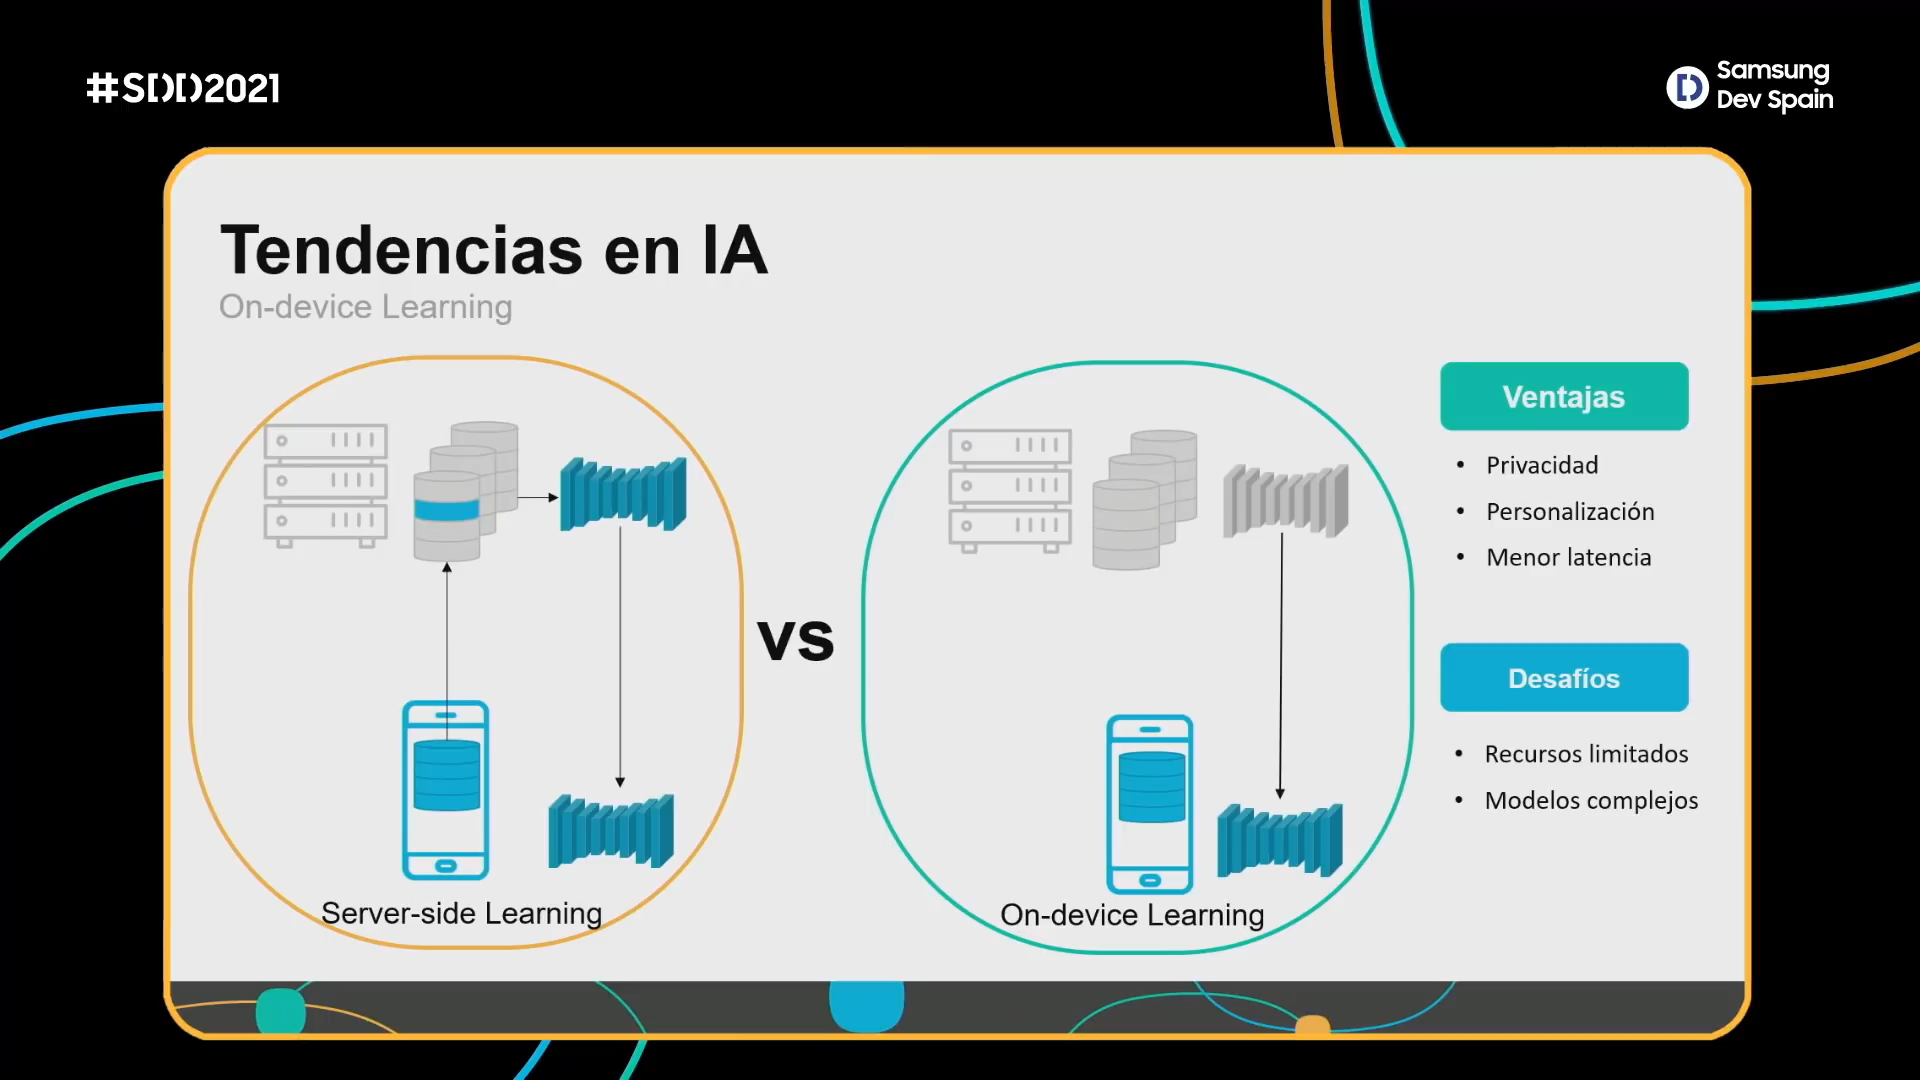 #SDD2021
Samsung
Dev Spain
Tendencias en IA
On-device Learning
Server-side Learning
vs
On-device Learning
Ventajas
• Privacidad
• Personalización
• Menor latencia
Desafíos
• Recursos limitados
• Modelos complejos